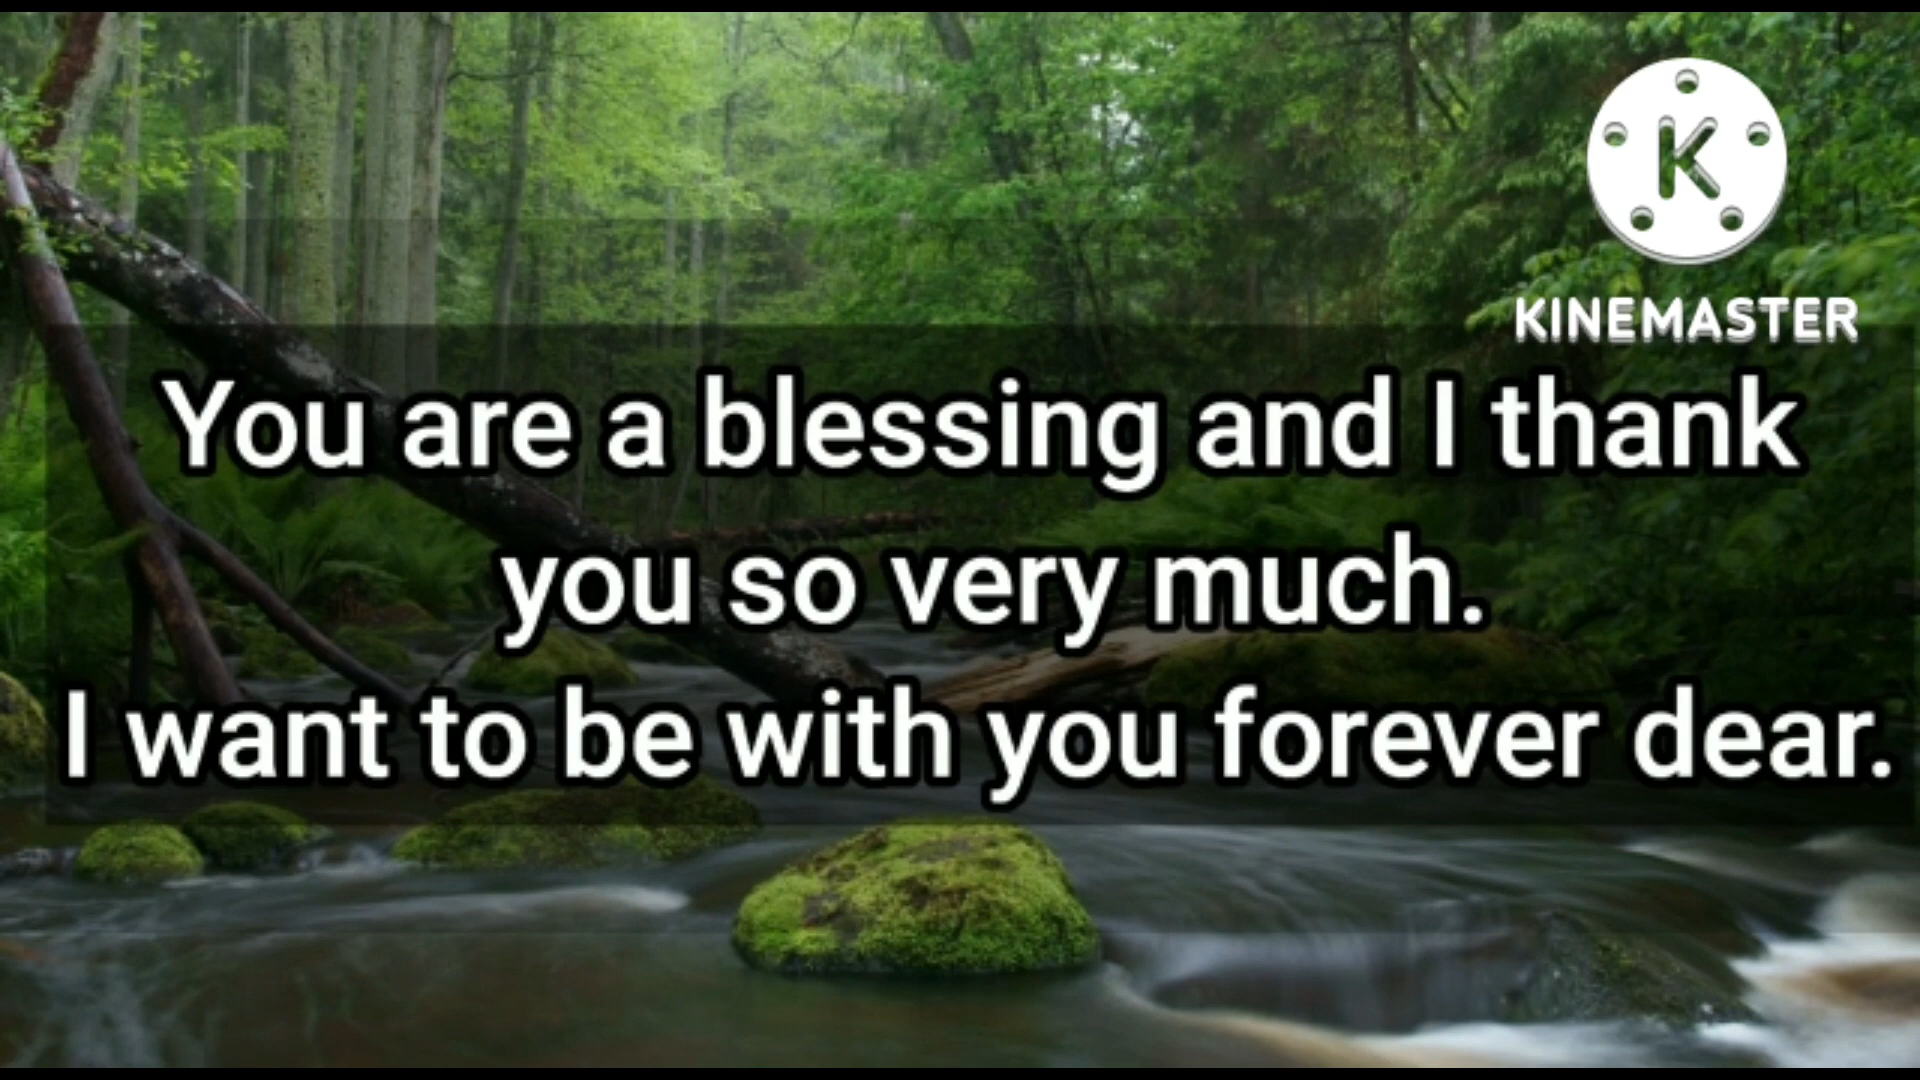 K
KINEMASTER
You are a blessing and I thank
you so very much.
I want to be with you forever dear.